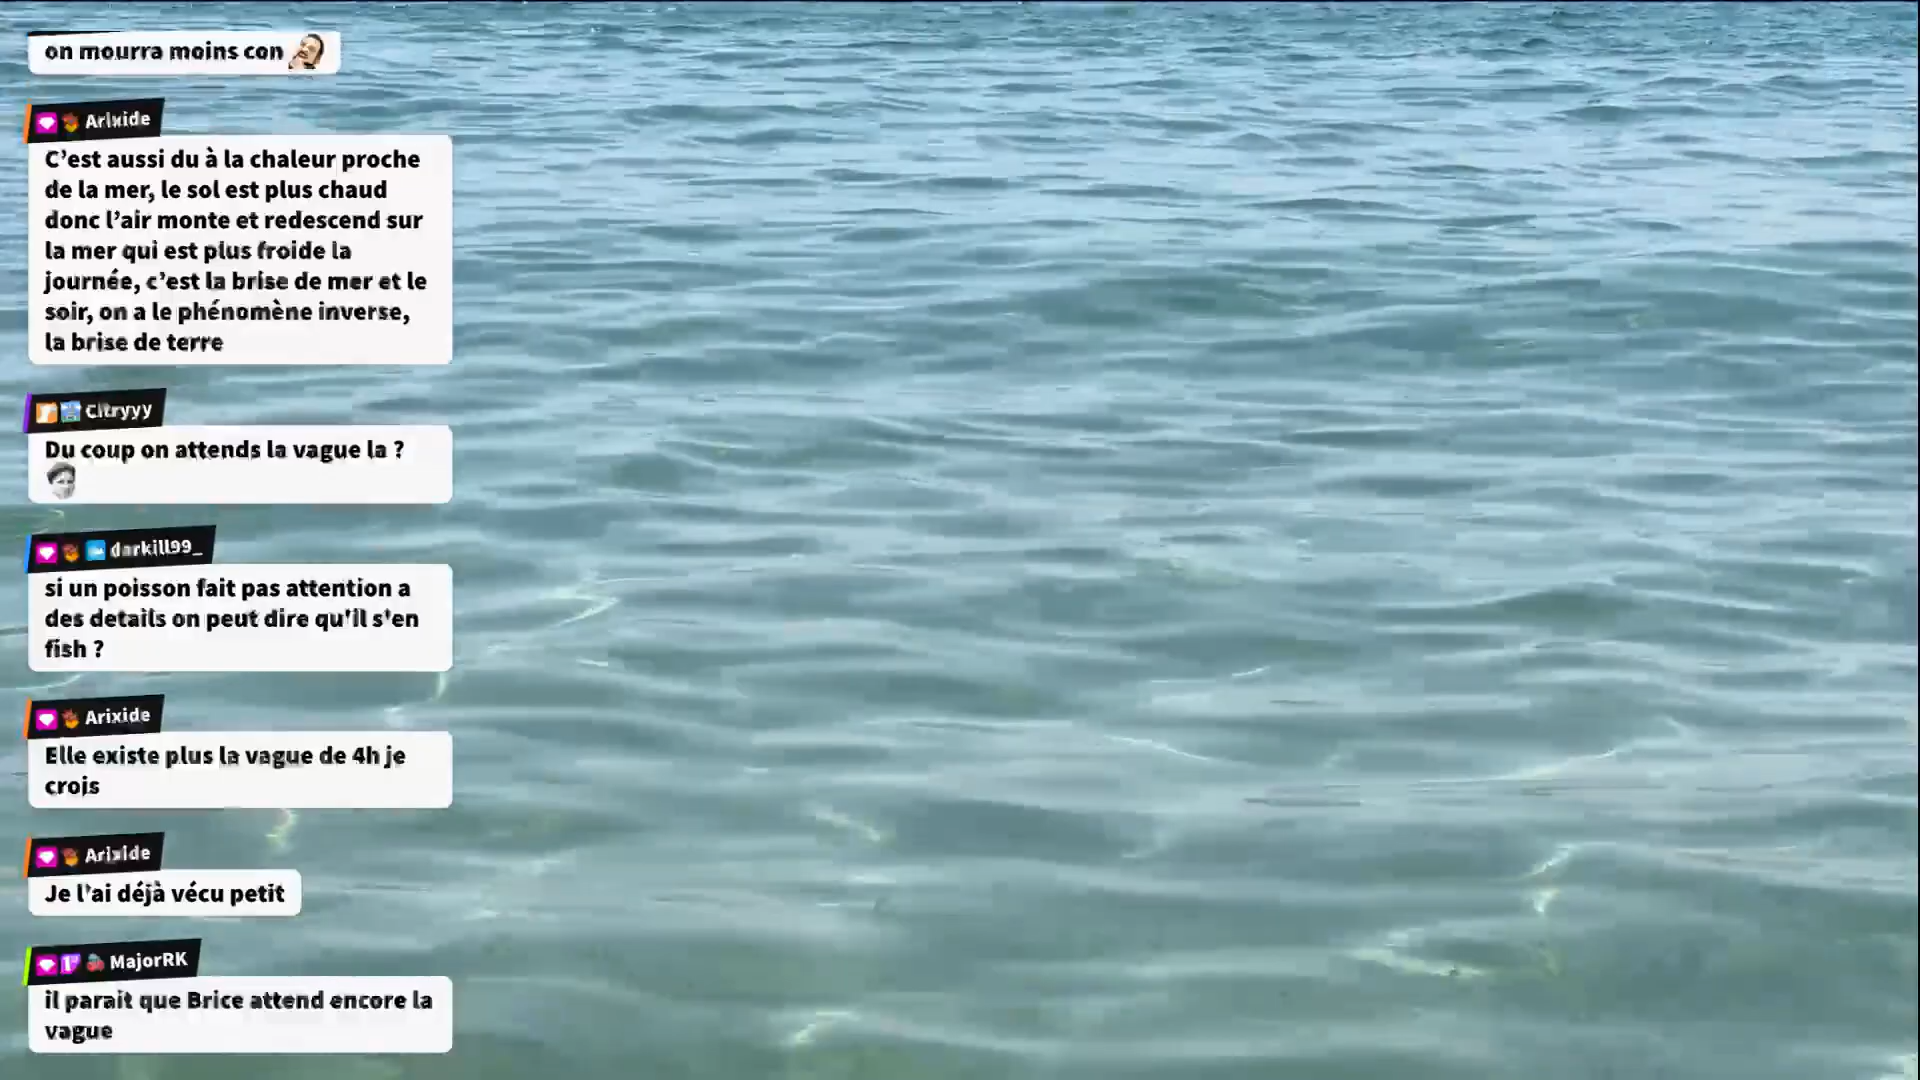 on mourra moins con
Arixide
C’est aussi du à la chaleur proche
de la mer, le sol est plus chaud
donc l’air monte et redescend sur
la mer qui est plus froide la
journée, c’est la brise de mer et le
soir, on a le phénomène inverse,
la brise de terre
Citryyy
Du coup on attends la vague la ?
darkill99_
si un poisson fait pas attention a
des details on peut dire qu'il s'en
fish ?
Arixide
Elle existe plus la vague de 4h je
crois
Arixide
Je l’ai déjà vécu petit
MajorRK
il parait que Brice attend encore la
vague